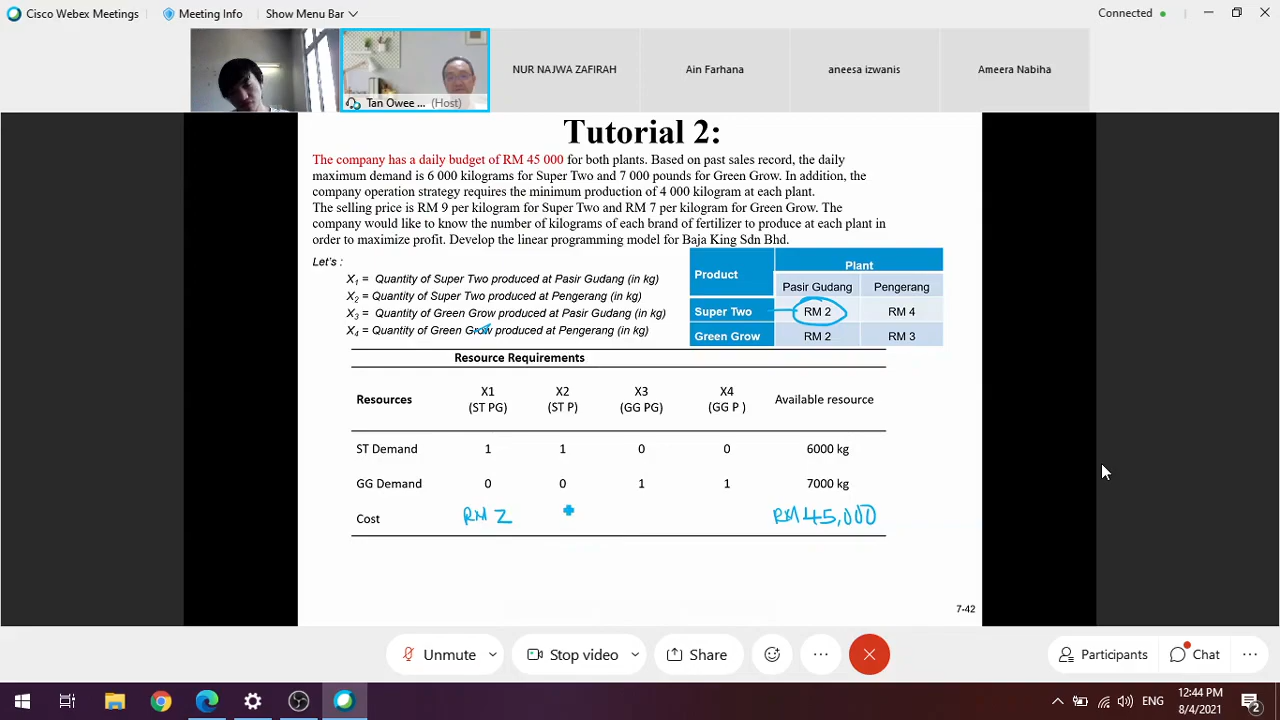 Cisco Webex Meetings Meeting Info Show Menu Bar Connected
Tan Owee ... (Host) NUR NAJWA ZAFIRAH Ain Farhana aneesa izwanis Ameera Nabiha
Tutorial 2:
The company has a daily budget of RM 45 000 for both plants. Based on past sales record, the daily
maximum demand is 6 000 kilograms for Super Two and 7 000 pounds for Green Grow. In addition, the
company operation strategy requires the minimum production of 4 000 kilogram at each plant.
The selling price is RM 9 per kilogram for Super Two and RM 7 per kilogram for Green Grow. The
company would like to know the number of kilograms of each brand of fertilizer to produce at each plant in
order to maximize profit. Develop the linear programming model for Baja King Sdn Bhd.
Let's :
X1 = Quantity of Super Two produced at Pasir Gudang (in kg)
X2 = Quantity of Super Two produced at Pengerang (in kg)
X3 = Quantity of Green Grow produced at Pasir Gudang (in kg)
X4 = Quantity of Green Grow produced at Pengerang (in kg)
Product Plant
Pasir Gudang Pengerang
Super Two RM 2 RM 4
Green Grow RM 2 RM 3
Resource Requirements
Resources X1 X2 X3 X4 Available resource
(ST PG) (ST P) (GG PG) (GG P )
ST Demand 1 1 0 0 6000 kg
GG Demand 0 0 1 1 7000 kg
Cost RM 2 RM45,000
7-42
Unmute Stop video Share ... Participants Chat ...
ENG 12:44 PM
8/4/2021 2